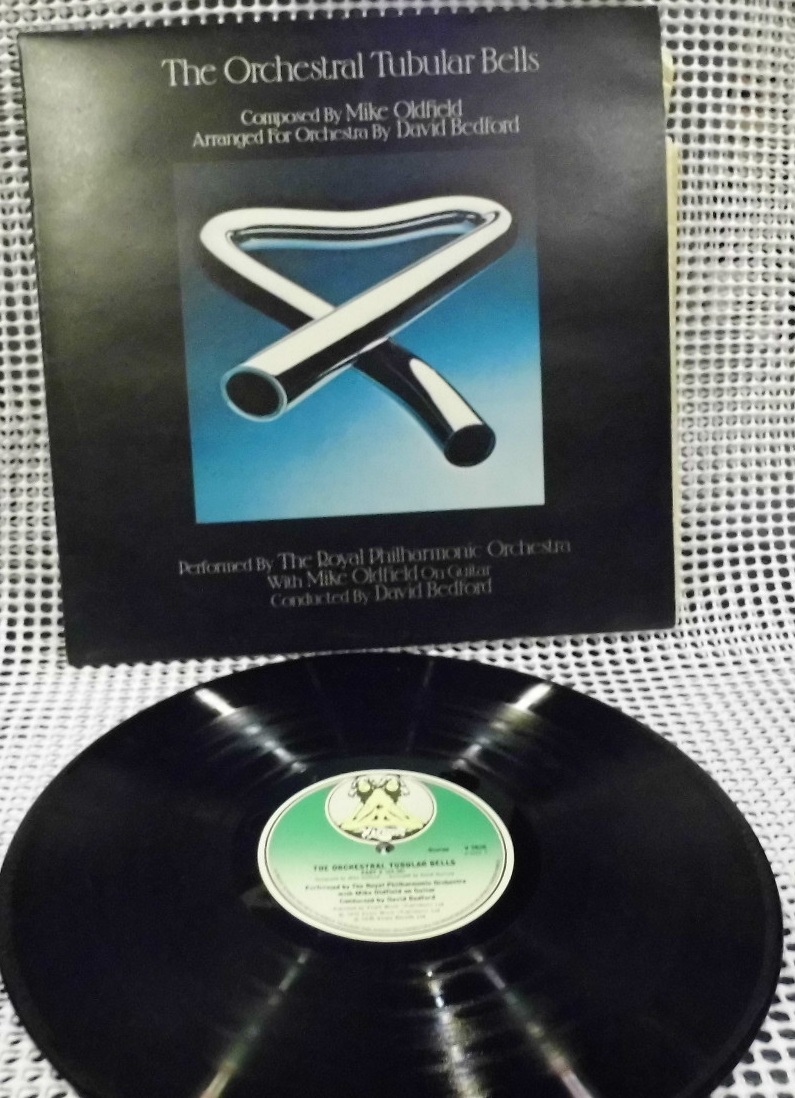 The Orchestral Tubular Bells
Composed By Mike Oldfield
Arranged For Orchestra By David Bedford
Performed By The Royal Philharmonic Orchestra
With Mike Oldfield On Guitar
Conducted By David Bedford
THE ORCHESTRAL TUBULAR BELLS
Performed by The Royal Philharmonic Orchestra
with Mike Oldfield on Guitar
Conducted by David Bedford